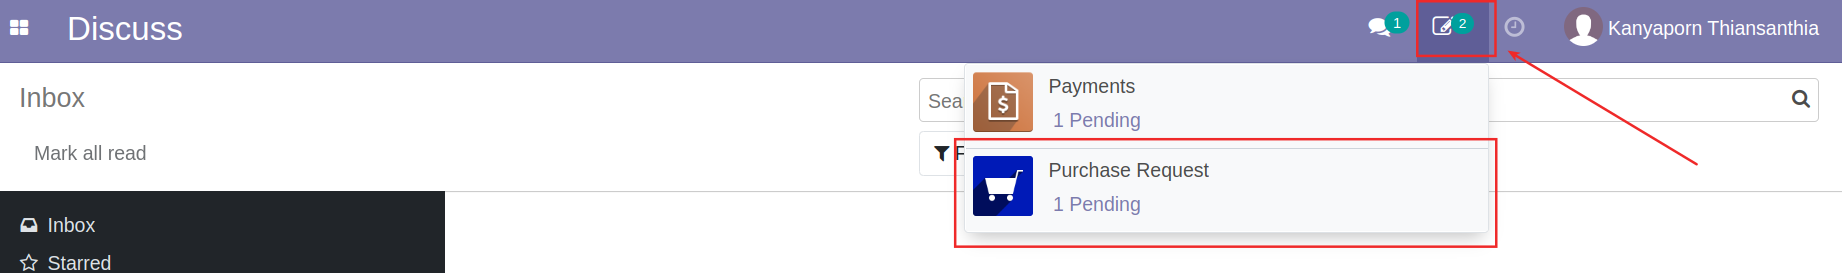 Discuss
1
2
Kanyaporn Thiansanthia
Inbox
Sea
Payments
1 Pending
Mark all read
F
Purchase Request
1 Pending
Inbox
Starred